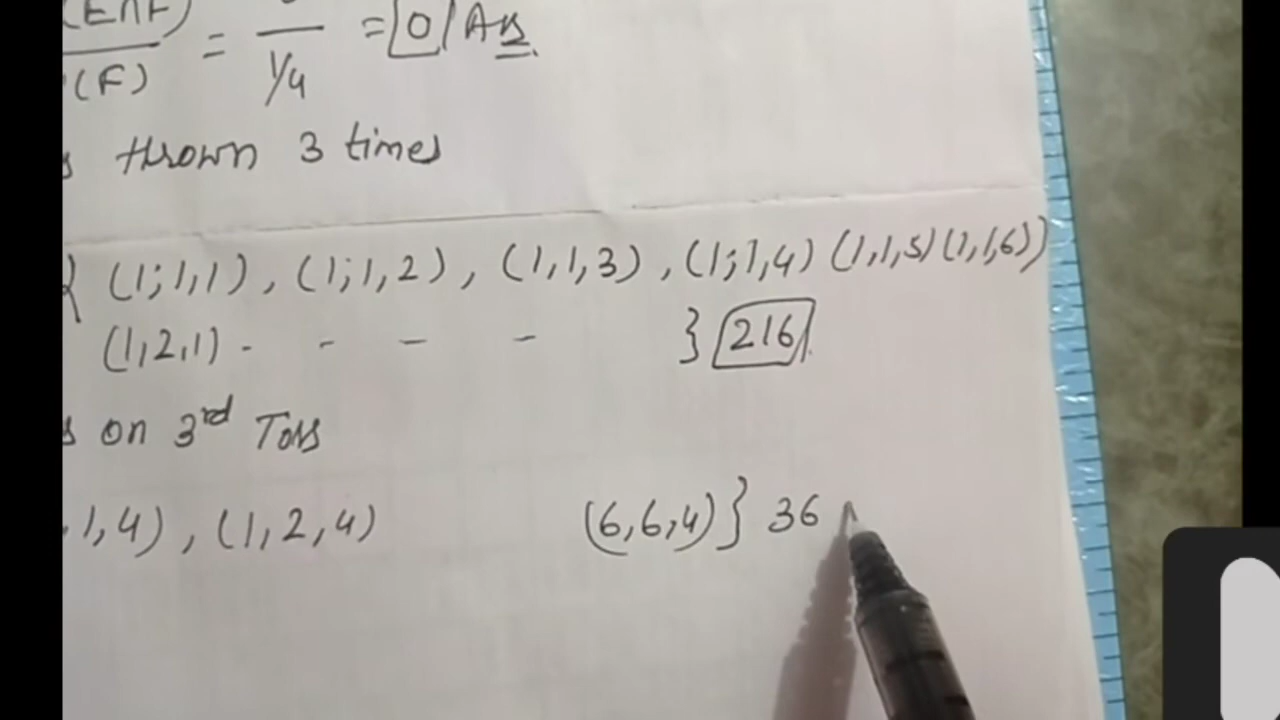 (E∩F)
(F) = 1/4 = 0 Ans.
s thrown 3 times
{ (1;1,1), (1;1,2), (1,1,3), (1;1,4) (1,1,5) (1,1,6))
(1,2,1) - - - - } 216
s on 3rd Toss
1,4), (1,2,4) (6,6,4)} 36